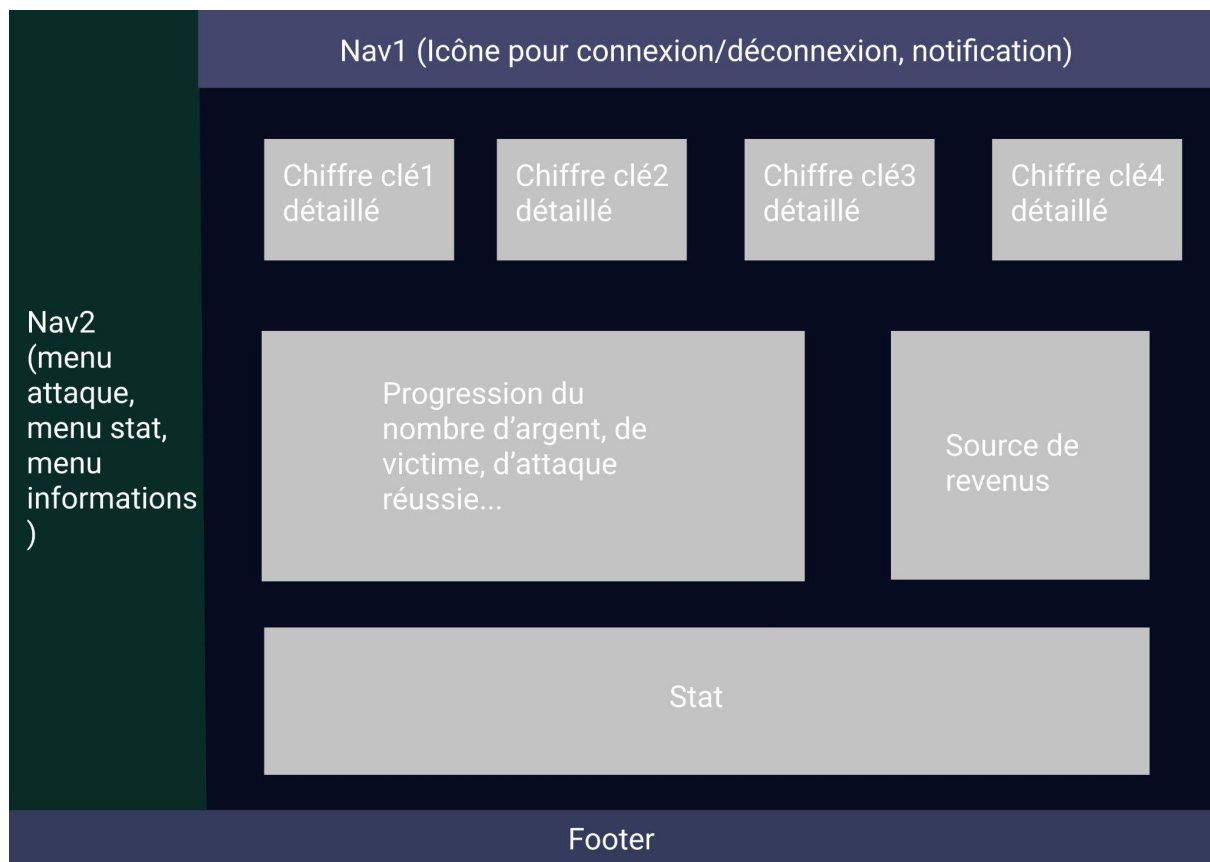 Nav1 (Icône pour connexion/déconnexion, notification)
Chiffre clé1
détaillé
Chiffre clé2
détaillé
Chiffre clé3
détaillé
Chiffre clé4
détaillé
Nav2
(menu
attaque,
menu stat,
menu
informations
)
Progression du
nombre d’argent, de
victime, d’attaque
réussie...
Source de
revenus
Stat
Footer